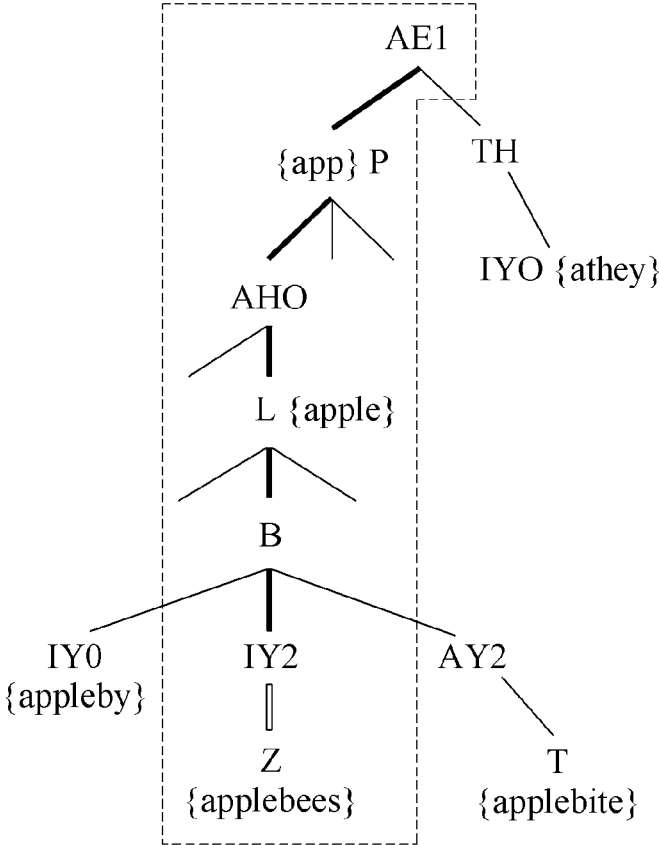 AE1
{app} P
TH
AHO
IYO {athey}
L {apple}
B
IY0
{appleby}
IY2
AY2
Z
{applebees}
T
{applebite}